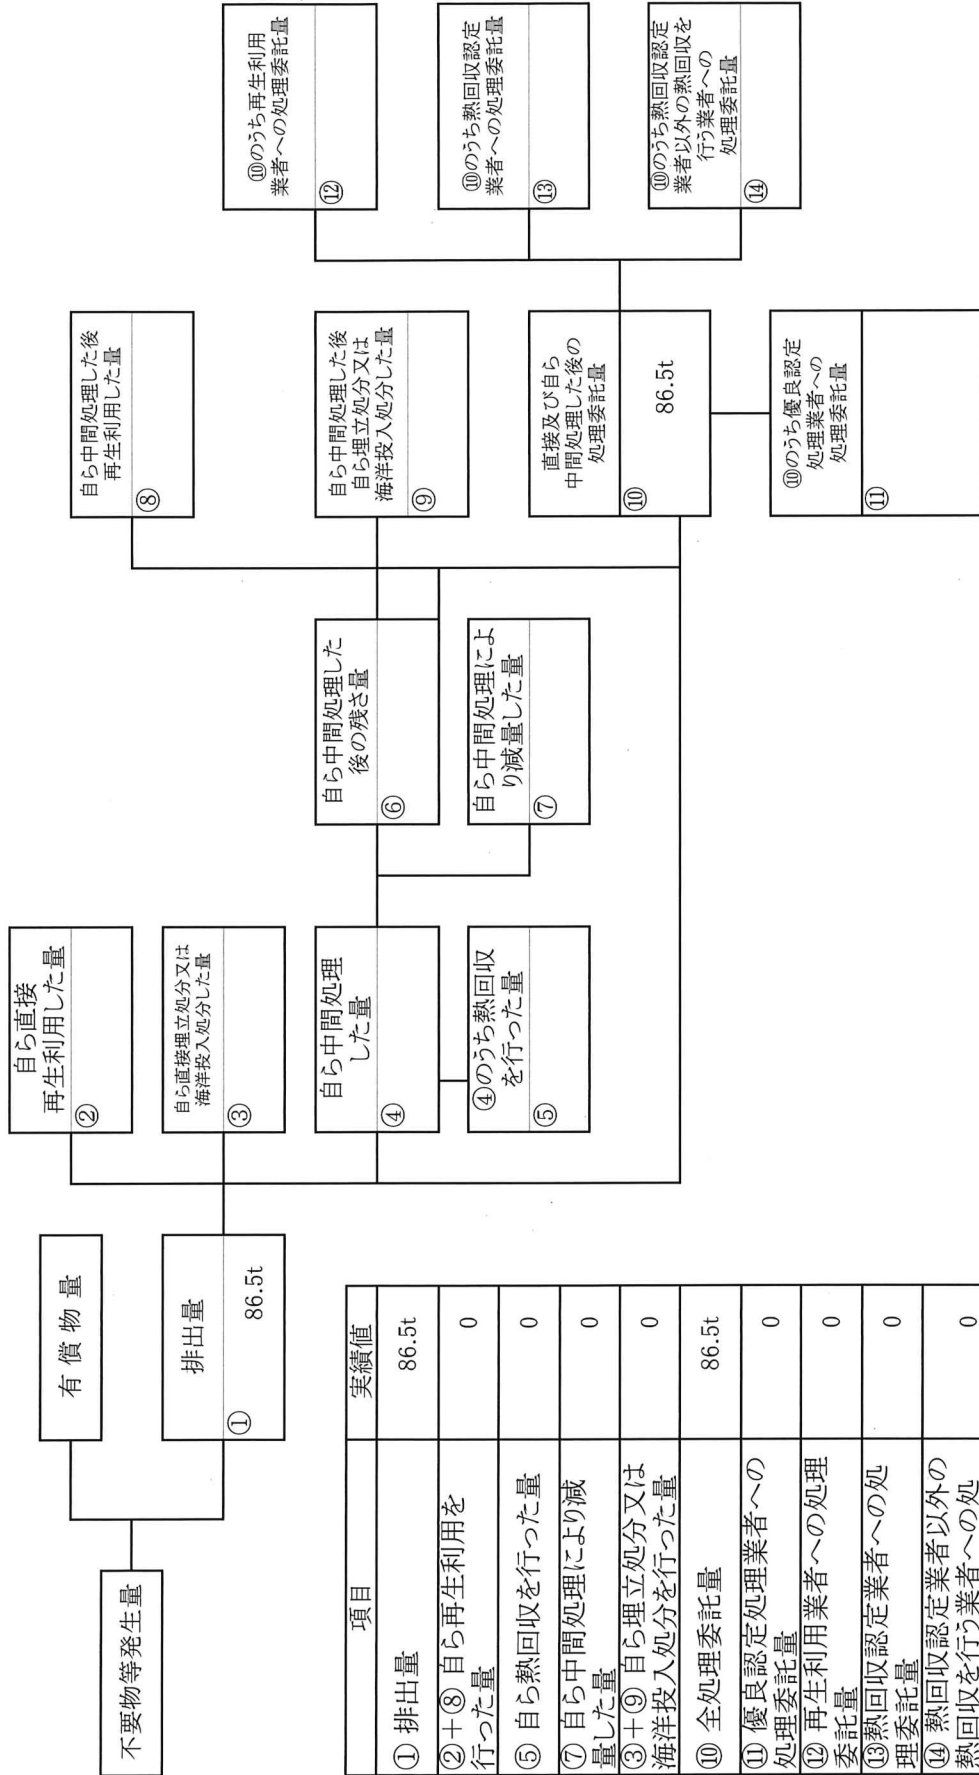 不要物等発生量
有償物量
排出量
①
86.5t
自ら直接
再生利用した量
②
自ら直接埋立処分又は
海洋投入処分した量
③
自ら中間処理
した量
④
④のうち熱回収
を行った量
⑤
自ら中間処理した
後の残さ量
⑥
自ら中間処理によ
り減量した量
⑦
自ら中間処理した後
再生利用した量
⑧
自ら中間処理した後
自ら埋立処分又は
海洋投入処分した量
⑨
直接及び自ら
中間処理した後の
処理委託量
⑩
86.5t
⑩のうち優良認定
処理業者への
処理委託量
⑪
⑩のうち再生利用
業者への処理委託量
⑫
⑩のうち熱回収認定
業者への処理委託量
⑬
⑩のうち熱回収認定
業者以外の熱回収を
行う業者への
処理委託量
⑭
項目
実績値
① 排出量
86.5t
②+⑧ 自ら再生利用を
行った量
0
⑤ 自ら熱回収を行った量
0
⑦ 自ら中間処理により減
量した量
0
③+⑨ 自ら埋立処分又は
海洋投入処分を行った量
0
⑩ 全処理委託量
86.5t
⑪ 優良認定処理業者への
処理委託量
0
⑫ 再生利用業者への処理
委託量
0
⑬熱回収認定業者への処
理委託量
0
⑭ 熱回収認定業者以外の
熱回収を行う業者への処
0